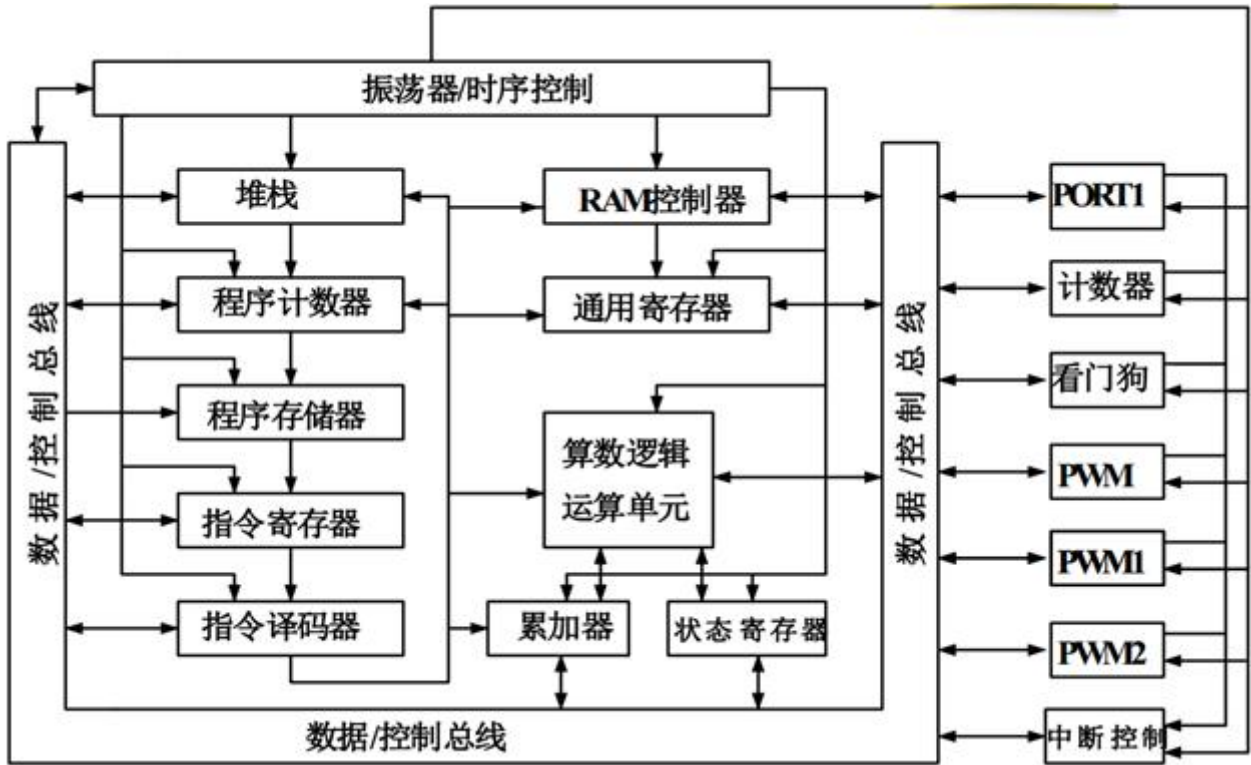 振荡器/时序控制
堆栈
RAM控制器
PORT1
程序计数器
通用寄存器
计数器
数据/控制总线
数据/控制总线
看门狗
程序存储器
算数逻辑
运算单元
PWM
指令寄存器
PWM1
指令译码器
累加器
状态寄存器
PWM2
数据/控制总线
中断控制